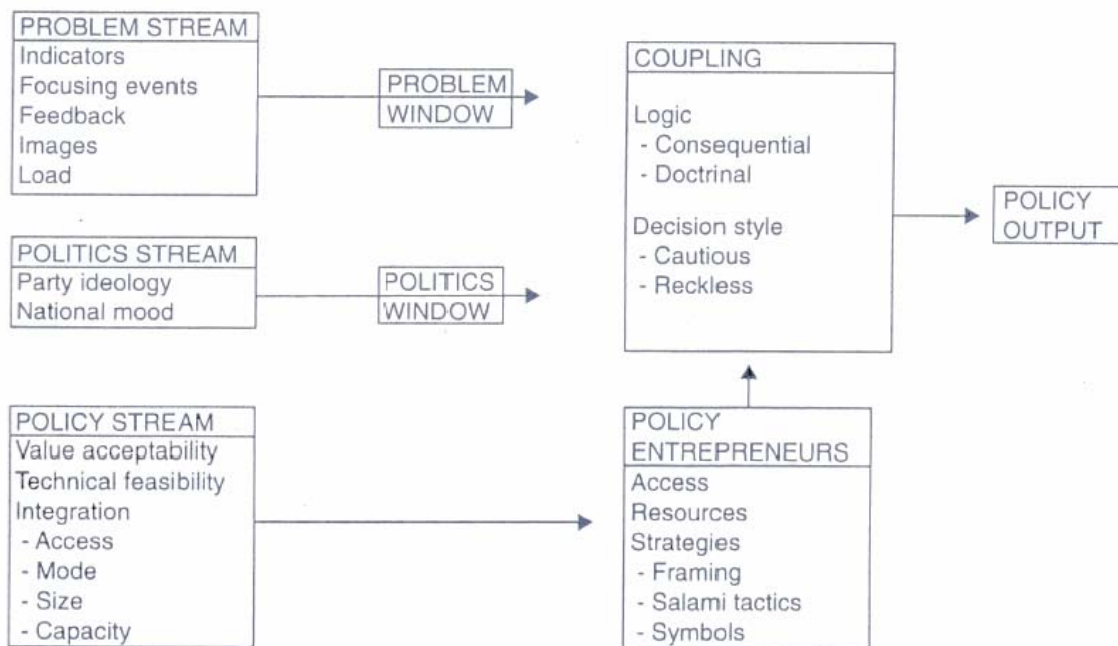 PROBLEM STREAM
Indicators
Focusing events
Feedback
Images
Load
PROBLEM
WINDOW
POLITICS STREAM
Party ideology
National mood
POLITICS
WINDOW
POLICY STREAM
Value acceptability
Technical feasibility
Integration
- Access
- Mode
- Size
- Capacity
COUPLING
Logic
- Consequential
- Doctrinal
Decision style
- Cautious
- Reckless
POLICY
ENTREPRENEURS
Access
Resources
Strategies
- Framing
- Salami tactics
- Symbols
POLICY
OUTPUT